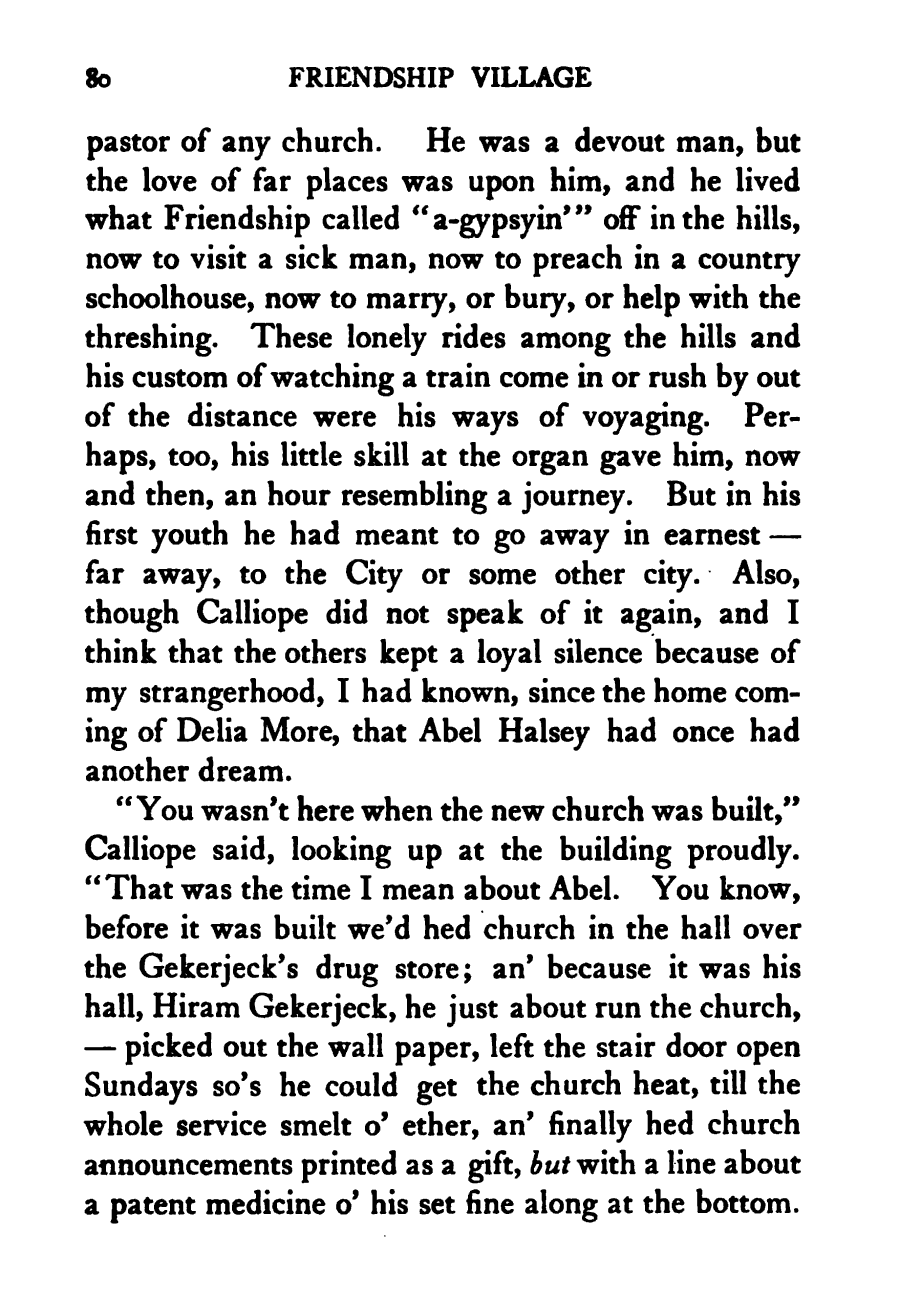 80 FRIENDSHIP VILLAGE
pastor of any church. He was a devout man, but
the love of far places was upon him, and he lived
what Friendship called “a-gypsyin’” off in the hills,
now to visit a sick man, now to preach in a country
schoolhouse, now to marry, or bury, or help with the
threshing. These lonely rides among the hills and
his custom of watching a train come in or rush by out
of the distance were his ways of voyaging. Per-
haps, too, his little skill at the organ gave him, now
and then, an hour resembling a journey. But in his
first youth he had meant to go away in earnest —
far away, to the City or some other city. Also,
though Calliope did not speak of it again, and I
think that the others kept a loyal silence because of
my strangerhood, I had known, since the home com-
ing of Delia More, that Abel Halsey had once had
another dream.
“You wasn’t here when the new church was built,”
Calliope said, looking up at the building proudly.
“That was the time I mean about Abel. You know,
before it was built we’d hed church in the hall over
the Gekerjeck’s drug store; an’ because it was his
hall, Hiram Gekerjeck, he just about run the church,
— picked out the wall paper, left the stair door open
Sundays so’s he could get the church heat, till the
whole service smelt o’ ether, an’ finally hed church
announcements printed as a gift, but with a line about
a patent medicine o’ his set fine along at the bottom.